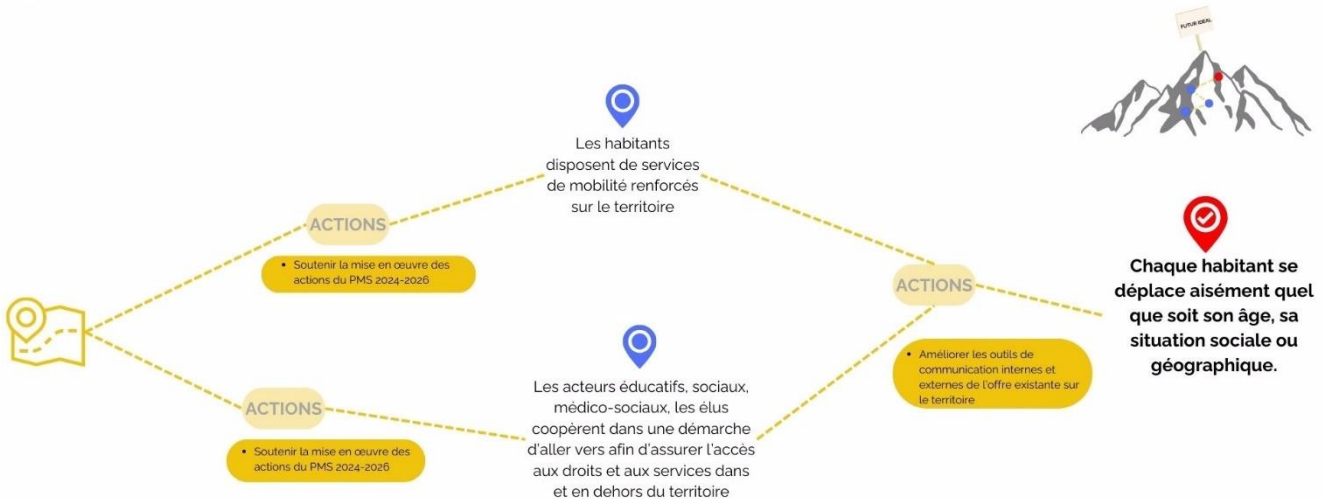 FUTUR IDEAL
Les habitants
disposent de services
de mobilité renforcés
sur le territoire
ACTIONS
• Soutenir la mise en œuvre des
actions du PMS 2024-2026
ACTIONS
• Améliorer les outils de
communication internes et
externes de l'offre existante sur
le territoire
Chaque habitant se
déplace aisément quel
que soit son âge, sa
situation sociale ou
géographique.
ACTIONS
• Soutenir la mise en œuvre des
actions du PMS 2024-2026
Les acteurs éducatifs, sociaux,
médico-sociaux, les élus
coopèrent dans une démarche
d'aller vers afin d'assurer l'accès
aux droits et aux services dans
et en dehors du territoire